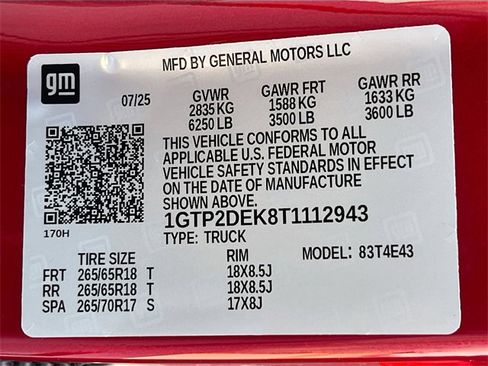 gm
MFD BY GENERAL MOTORS LLC
07/25
GVWR GAWR FRT GAWR RR
2835 KG 1588 KG 1633 KG
6250 LB 3500 LB 3600 LB
THIS VEHICLE CONFORMS TO ALL
APPLICABLE U.S. FEDERAL MOTOR
VEHICLE SAFETY STANDARDS IN EFFECT
ON THE DATE OF MANUFACTURE
SHOWN ABOVE.
170H
1GTP2DEK8T1112943
TYPE: TRUCK MODEL: 83T4E43
TIRE SIZE RIM
FRT 265/65R18 T 18X8.5J
RR 265/65R18 T 18X8.5J
SPA 265/70R17 S 17X8J